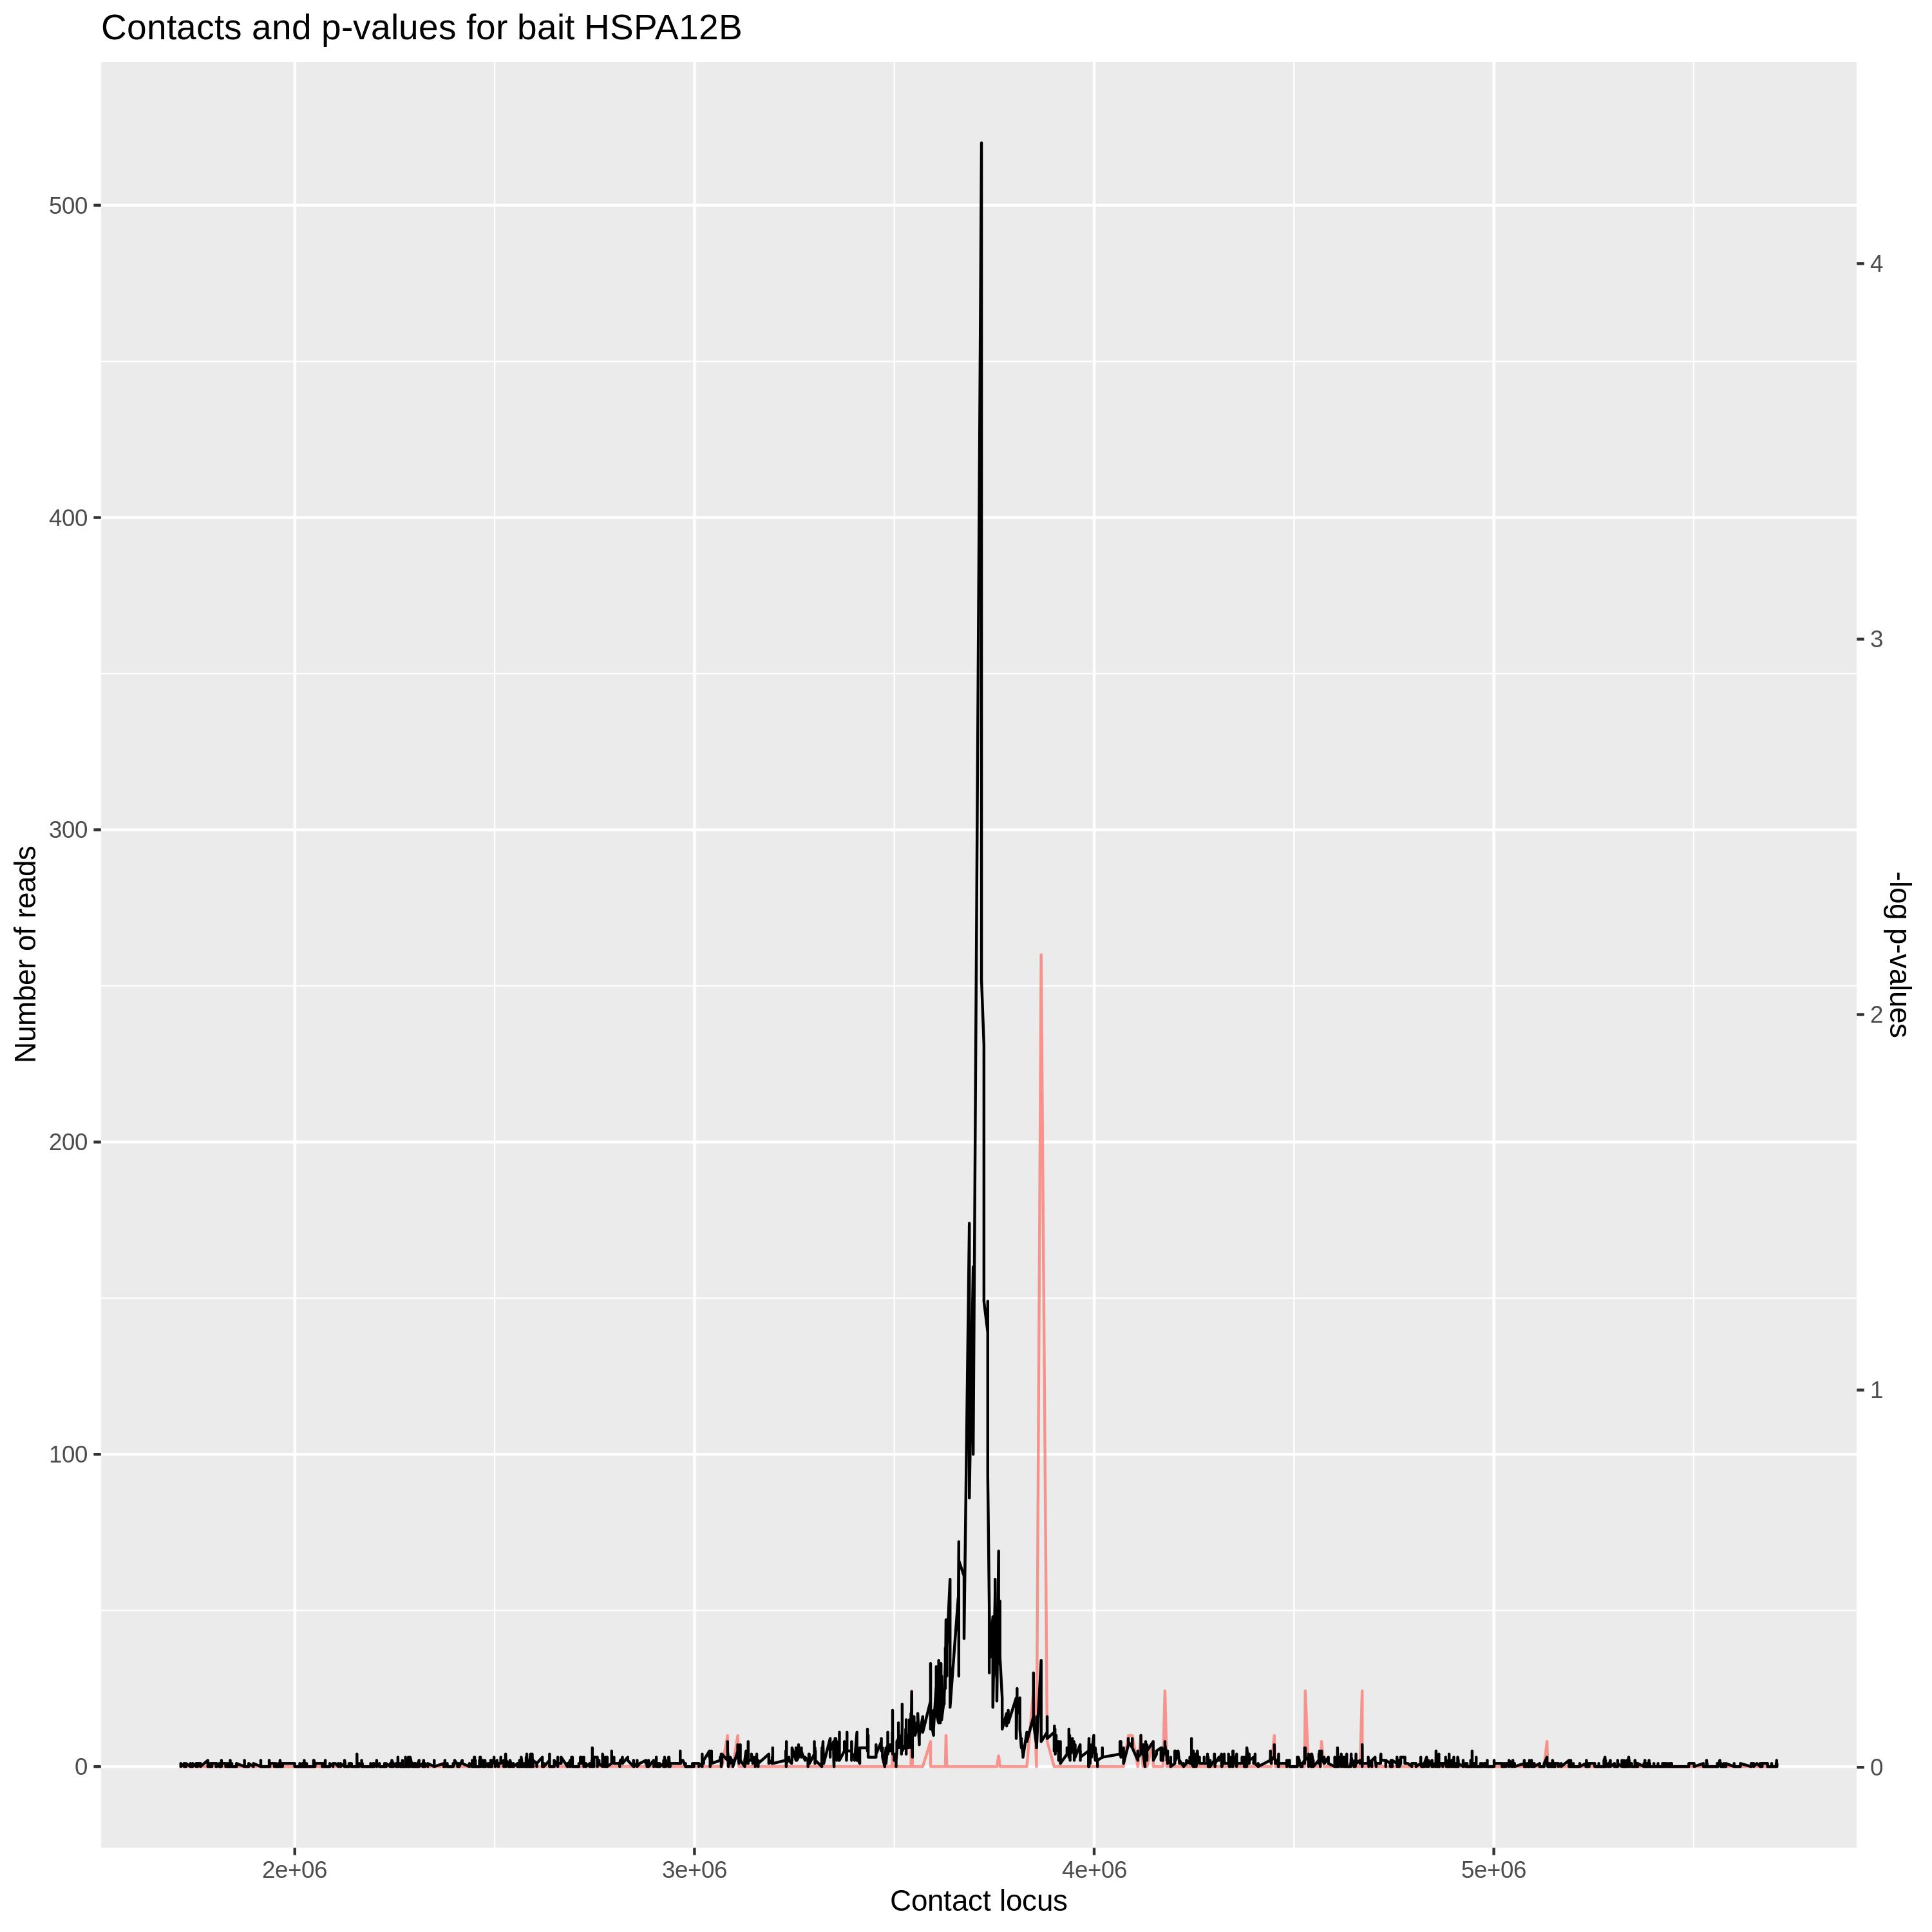 Contacts and p-values for bait HSPA12B
500
400
300
200
100
0
Number of reads
4
3
2
1
0
-log p-values
2e+06
3e+06
4e+06
5e+06
Contact locus